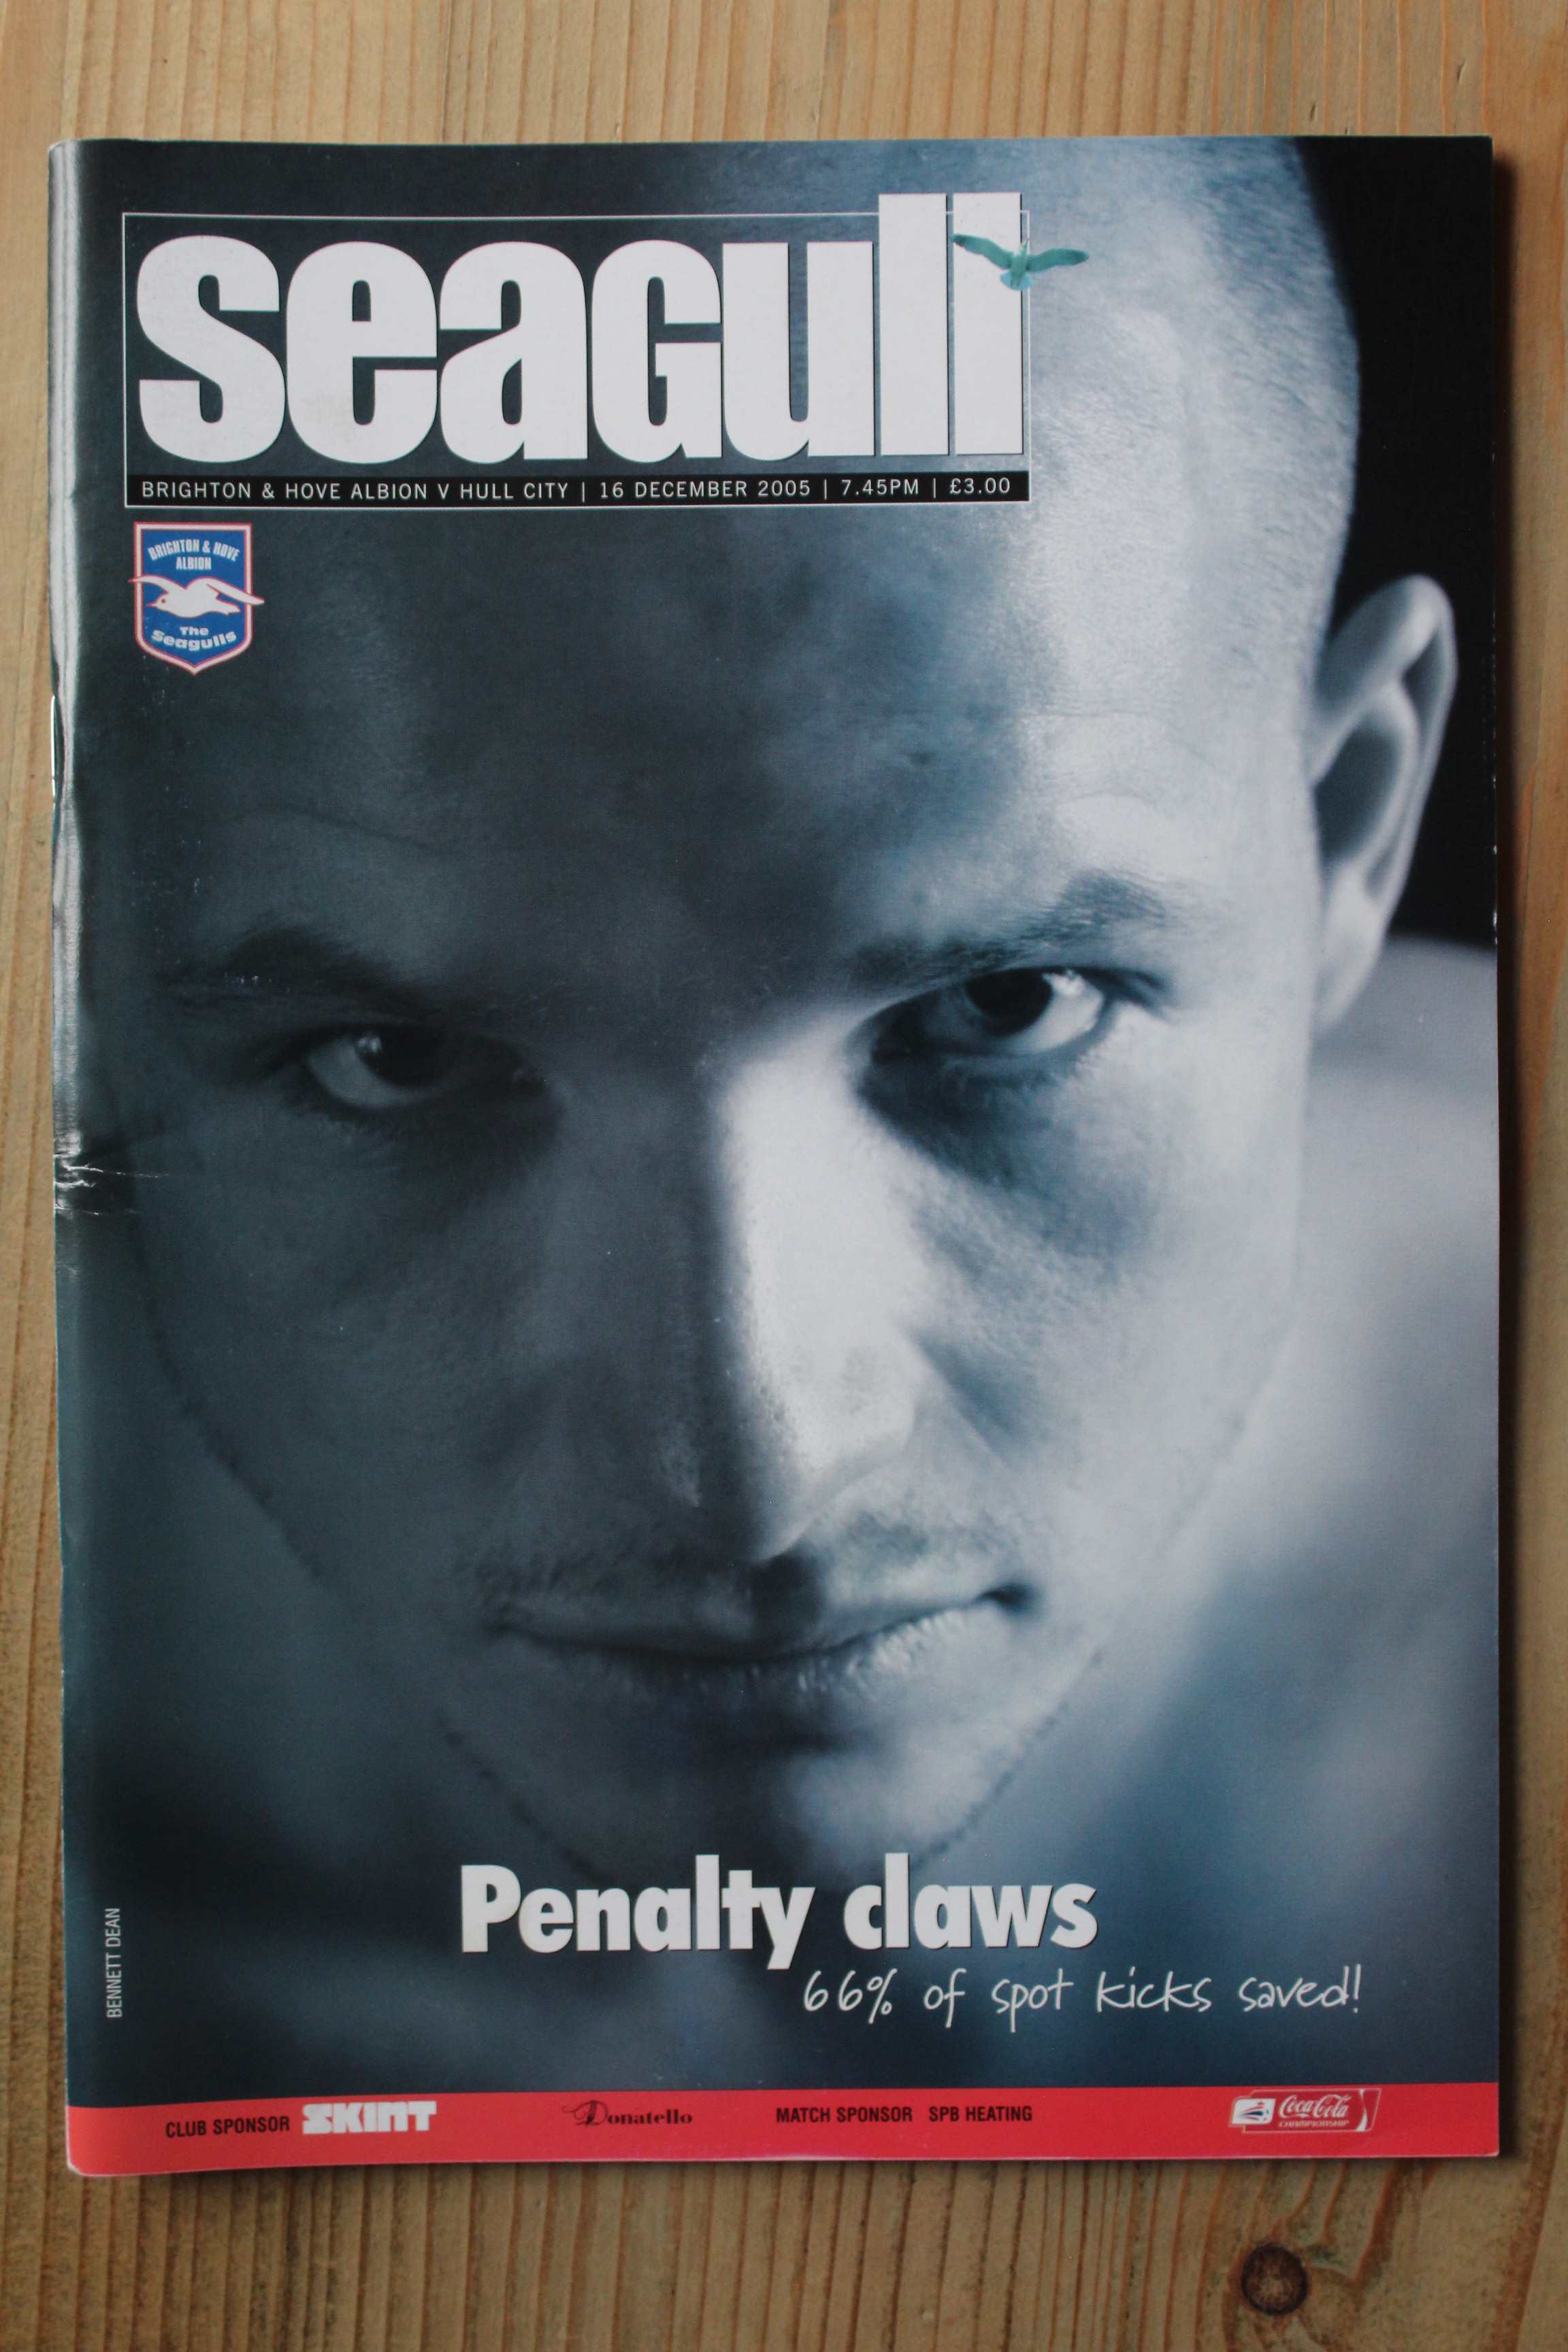 seagull
BRIGHTON & HOVE ALBION V HULL CITY | 16 DECEMBER 2005 | 7.45PM | £3.00
BRIGHTON & HOVE
ALBION
The
Seagulls
Penalty claws
66% of spot kicks saved!
BENNETT DEAN
CLUB SPONSOR SKINT Donatello MATCH SPONSOR SPB HEATING Coca-Cola
CHAMPIONSHIP